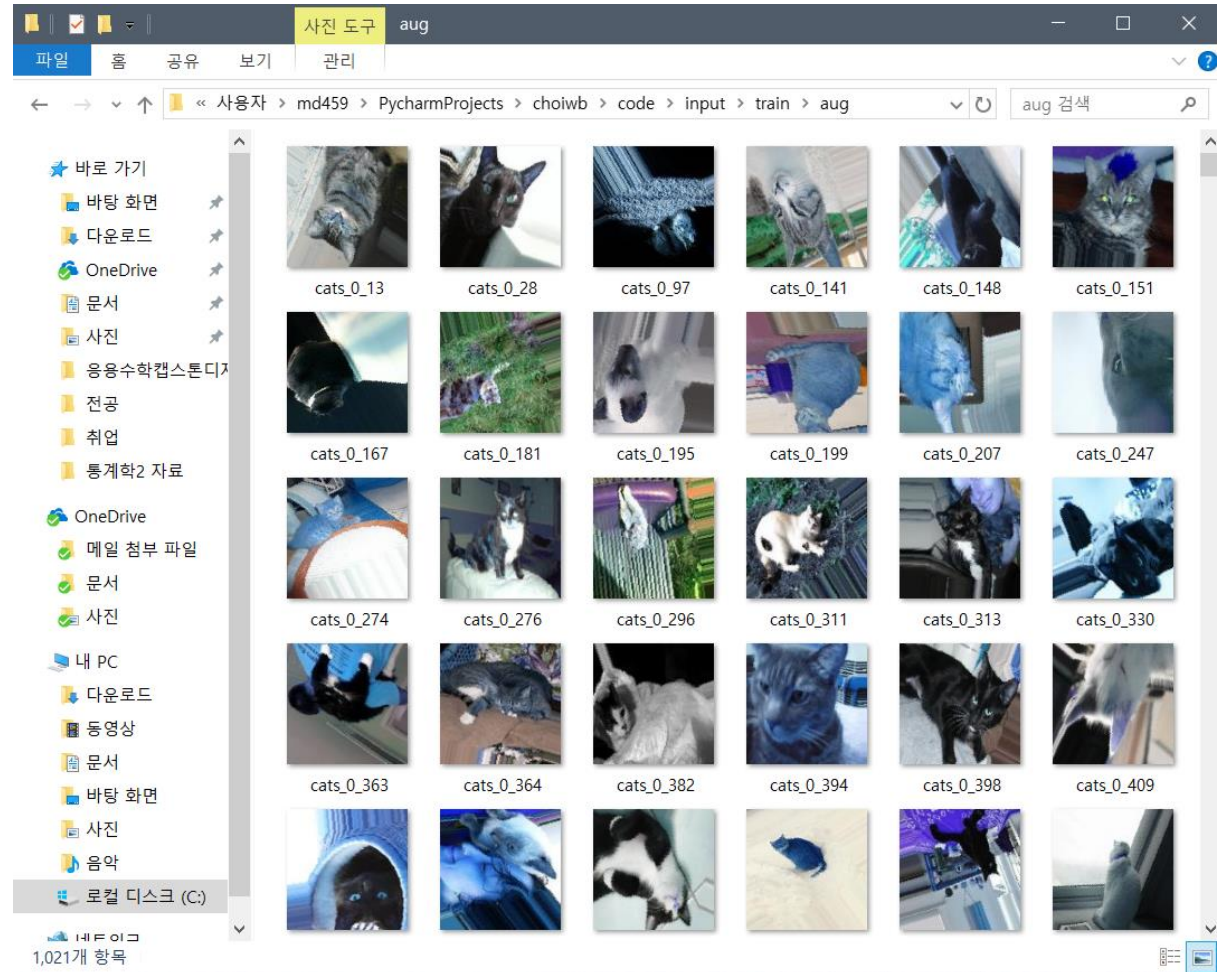 사진 도구 aug
파일 홈 공유 보기 관리
« 사용자 > md459 > PycharmProjects > choiwb > code > input > train > aug
aug 검색
바로 가기
바탕 화면
다운로드
OneDrive
문서
사진
응용수학캡스톤디자
전공
취업
통계학2 자료
OneDrive
메일 첨부 파일
문서
사진
내 PC
다운로드
동영상
문서
바탕 화면
사진
음악
로컬 디스크 (C:)
네트워크
cats_0_13 cats_0_28 cats_0_97 cats_0_141 cats_0_148 cats_0_151
cats_0_167 cats_0_181 cats_0_195 cats_0_199 cats_0_207 cats_0_247
cats_0_274 cats_0_276 cats_0_296 cats_0_311 cats_0_313 cats_0_330
cats_0_363 cats_0_364 cats_0_382 cats_0_394 cats_0_398 cats_0_409
1,021개 항목